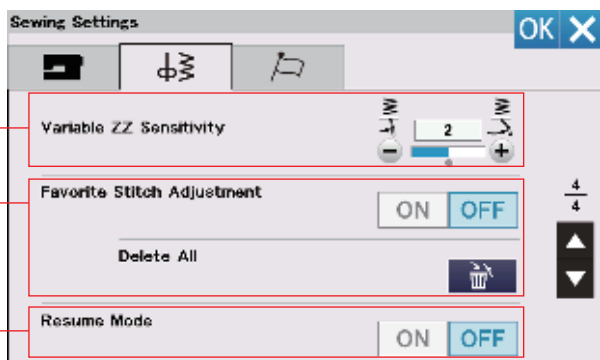 Sewing Settings
OK
Variable ZZ Sensitivity
2
Favorite Stitch Adjustment
ON OFF
4
4
Delete All
Resume Mode
ON OFF